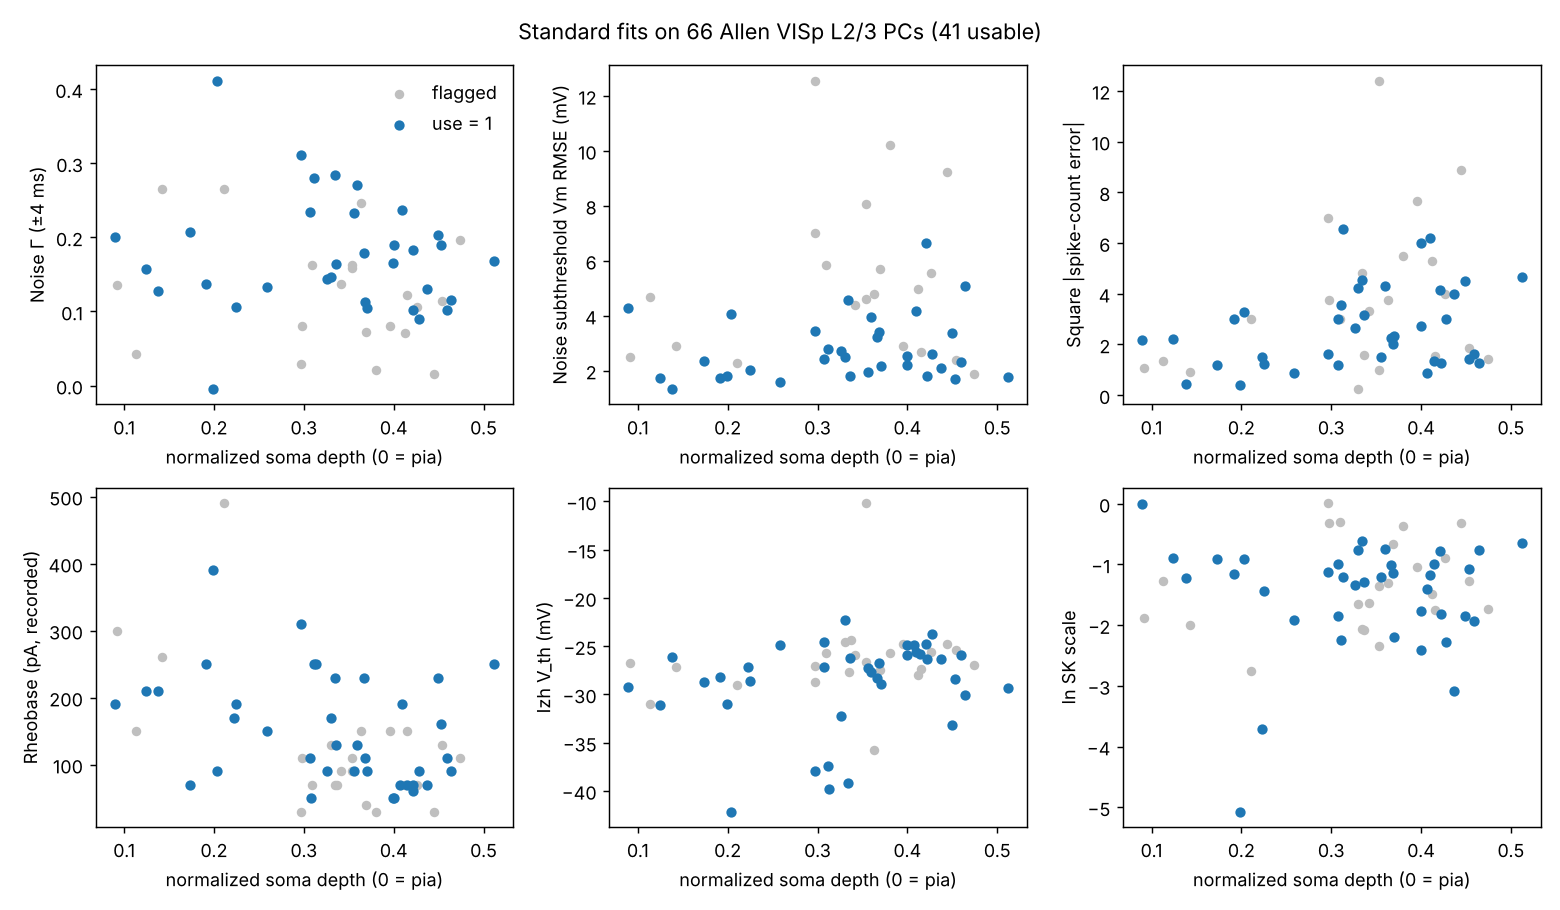 Standard fits on 66 Allen VISp L2/3 PCs (41 usable)
Noise Γ (±4 ms)
0.4
0.3
0.2
0.1
0.0
flagged
use = 1
0.1 0.2 0.3 0.4 0.5
normalized soma depth (0 = pia)
Noise subthreshold Vm RMSE (mV)
12
10
8
6
4
2
0.1 0.2 0.3 0.4 0.5
normalized soma depth (0 = pia)
Square |spike-count error|
12
10
8
6
4
2
0
0.1 0.2 0.3 0.4 0.5
normalized soma depth (0 = pia)
Rheobase (pA, recorded)
500
400
300
200
100
0.1 0.2 0.3 0.4 0.5
normalized soma depth (0 = pia)
Izh V_th (mV)
−10
−15
−20
−25
−30
−35
−40
0.1 0.2 0.3 0.4 0.5
normalized soma depth (0 = pia)
ln SK scale
0
−1
−2
−3
−4
−5
0.1 0.2 0.3 0.4 0.5
normalized soma depth (0 = pia)